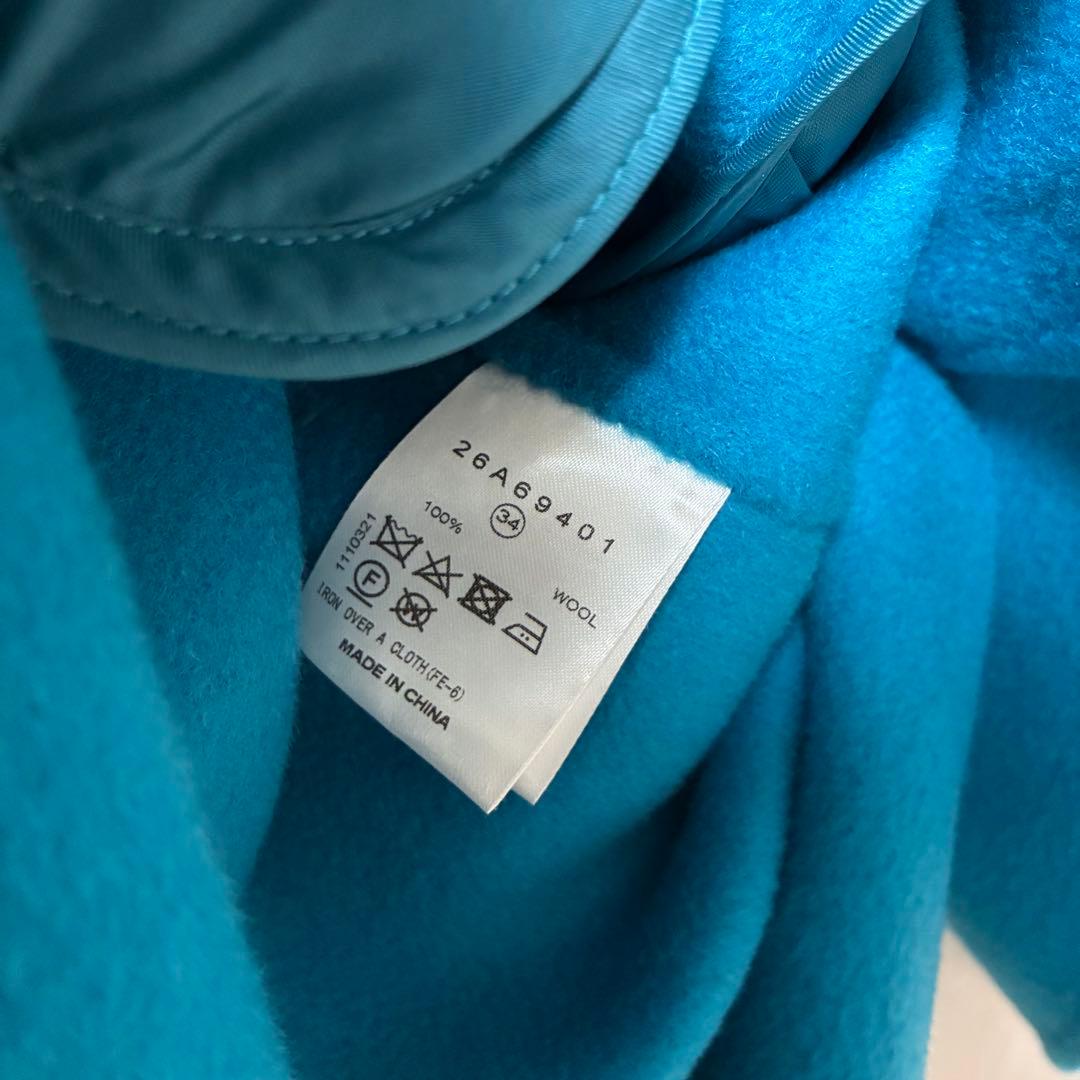 26A69401
34
100% WOOL
1110321
F
W
IRON OVER A CLOTH(FE-6)
MADE IN CHINA